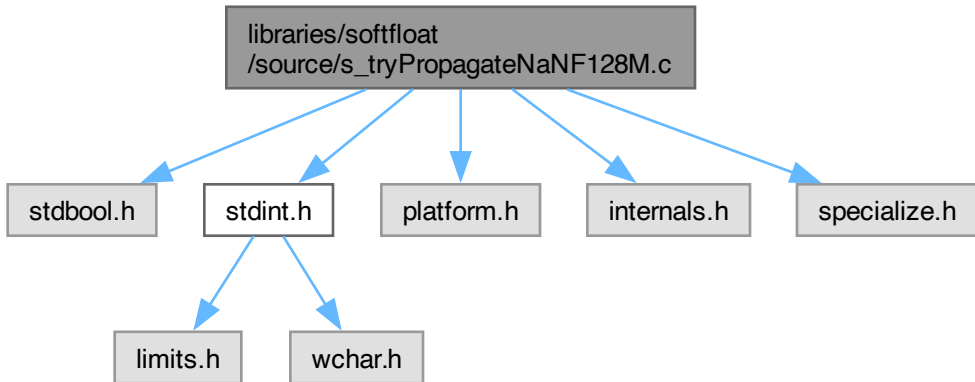 libraries/softfloat
/source/s_tryPropagateNaNF128M.c
stdbool.h
stdint.h
platform.h
internals.h
specialize.h
limits.h
wchar.h